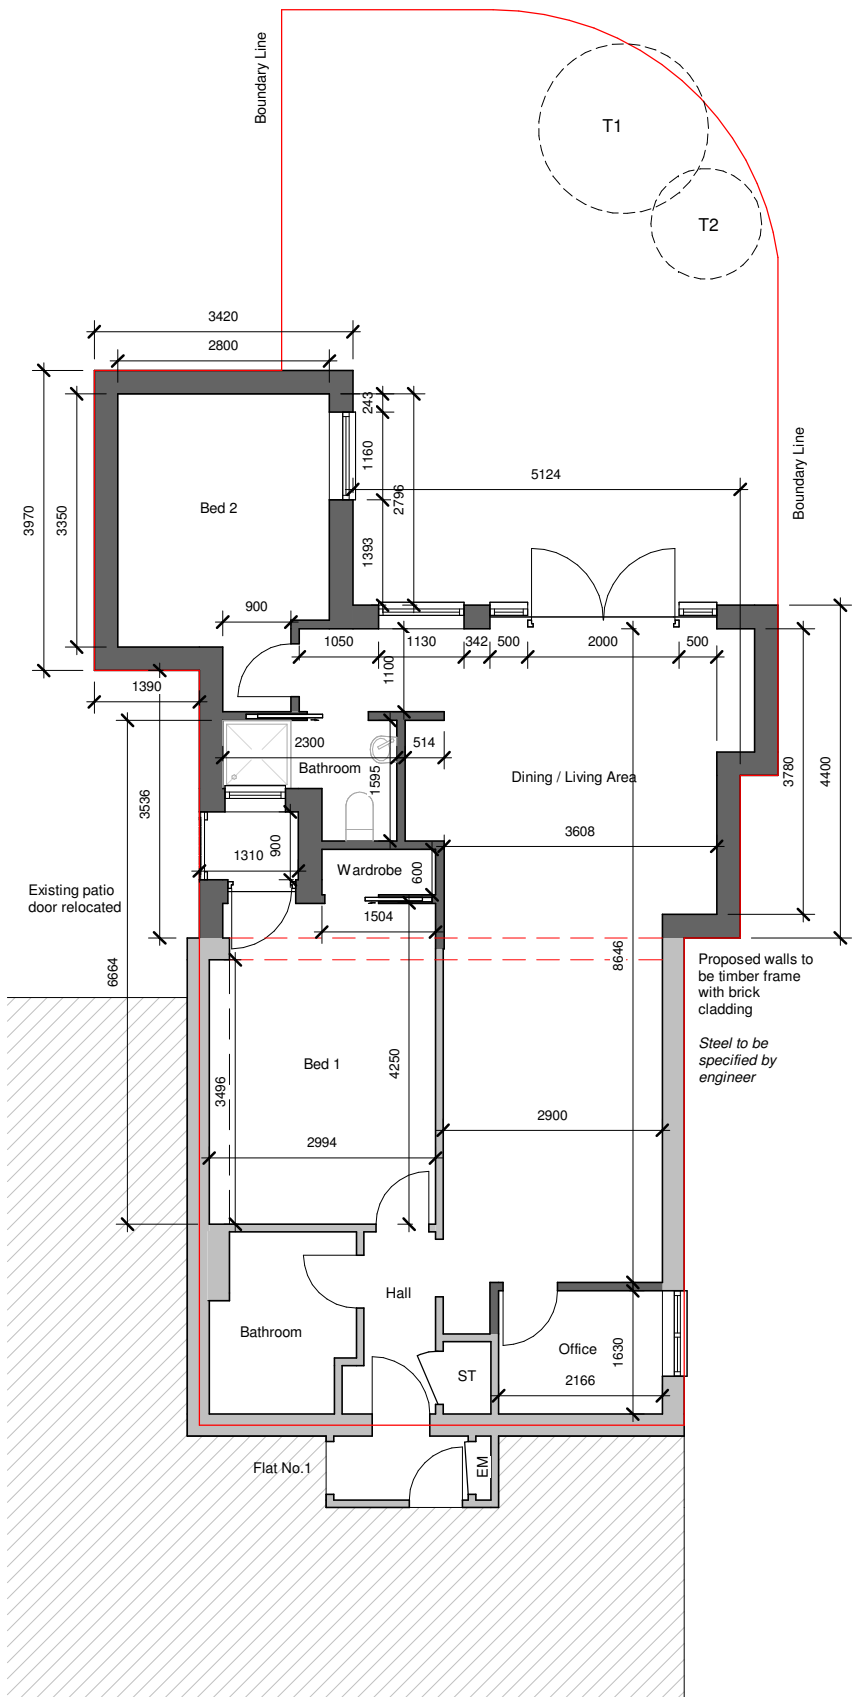 Boundary Line
T1
T2
3420
2800
243
1160
2796
5124
Boundary Line
3970
3350
Bed 2
1393
900
1050
1130
342
500
2000
500
1100
1390
2300
514
Bathroom
1595
Dining / Living Area
3780
4400
3536
900
1310
Wardrobe
600
3608
Existing patio
door relocated
1504
8646
6664
Proposed walls to
be timber frame
with brick
cladding
Steel to be
specified by
engineer
Bed 1
4250
3496
2900
2994
Hall
Bathroom
Office
1630
ST
2166
Flat No.1
EM